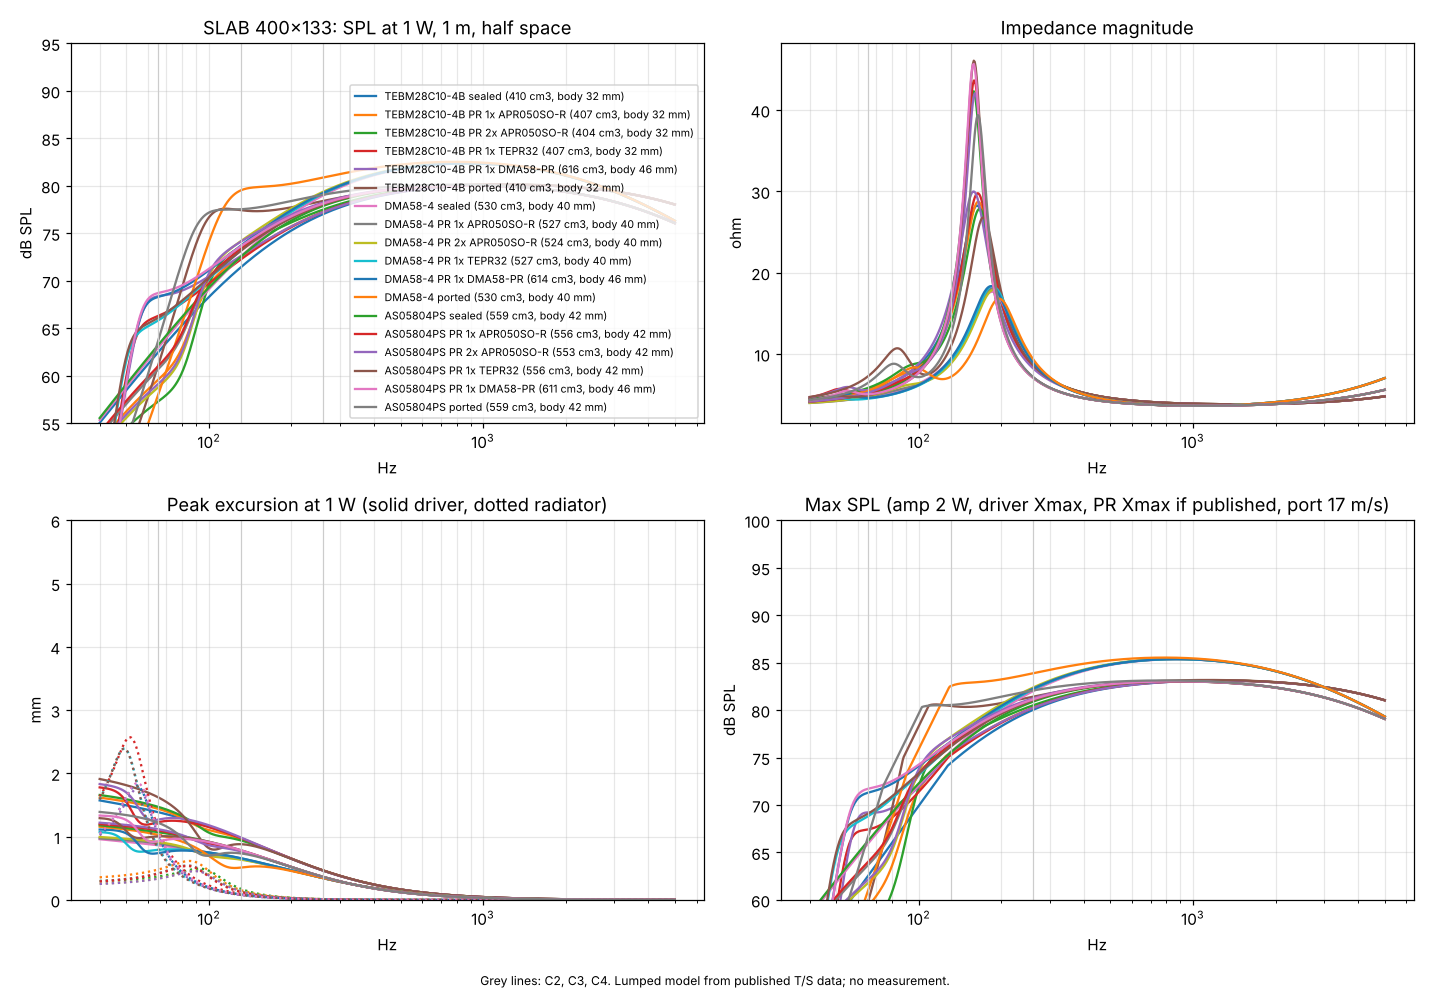 SLAB 400×133: SPL at 1 W, 1 m, half space
95
90
85
80
75
70
65
60
55
dB SPL
TEBM28C10-4B sealed (410 cm3, body 32 mm)
TEBM28C10-4B PR 1x APR050SO-R (407 cm3, body 32 mm)
TEBM28C10-4B PR 2x APR050SO-R (404 cm3, body 32 mm)
TEBM28C10-4B PR 1x TEPR32 (407 cm3, body 32 mm)
TEBM28C10-4B PR 1x DMA58-PR (616 cm3, body 46 mm)
TEBM28C10-4B ported (410 cm3, body 32 mm)
DMA58-4 sealed (530 cm3, body 40 mm)
DMA58-4 PR 1x APR050SO-R (527 cm3, body 40 mm)
DMA58-4 PR 2x APR050SO-R (524 cm3, body 40 mm)
DMA58-4 PR 1x TEPR32 (527 cm3, body 40 mm)
DMA58-4 PR 1x DMA58-PR (614 cm3, body 46 mm)
DMA58-4 ported (530 cm3, body 40 mm)
AS05804PS sealed (559 cm3, body 42 mm)
AS05804PS PR 1x APR050SO-R (556 cm3, body 42 mm)
AS05804PS PR 2x APR050SO-R (553 cm3, body 42 mm)
AS05804PS PR 1x TEPR32 (556 cm3, body 42 mm)
AS05804PS PR 1x DMA58-PR (611 cm3, body 46 mm)
AS05804PS ported (559 cm3, body 42 mm)
10²
10³
Hz
Impedance magnitude
40
30
20
10
ohm
10²
10³
Hz
Peak excursion at 1 W (solid driver, dotted radiator)
6
5
4
3
2
1
0
mm
10²
10³
Hz
Max SPL (amp 2 W, driver Xmax, PR Xmax if published, port 17 m/s)
100
95
90
85
80
75
70
65
60
dB SPL
10²
10³
Hz
Grey lines: C2, C3, C4. Lumped model from published T/S data; no measurement.